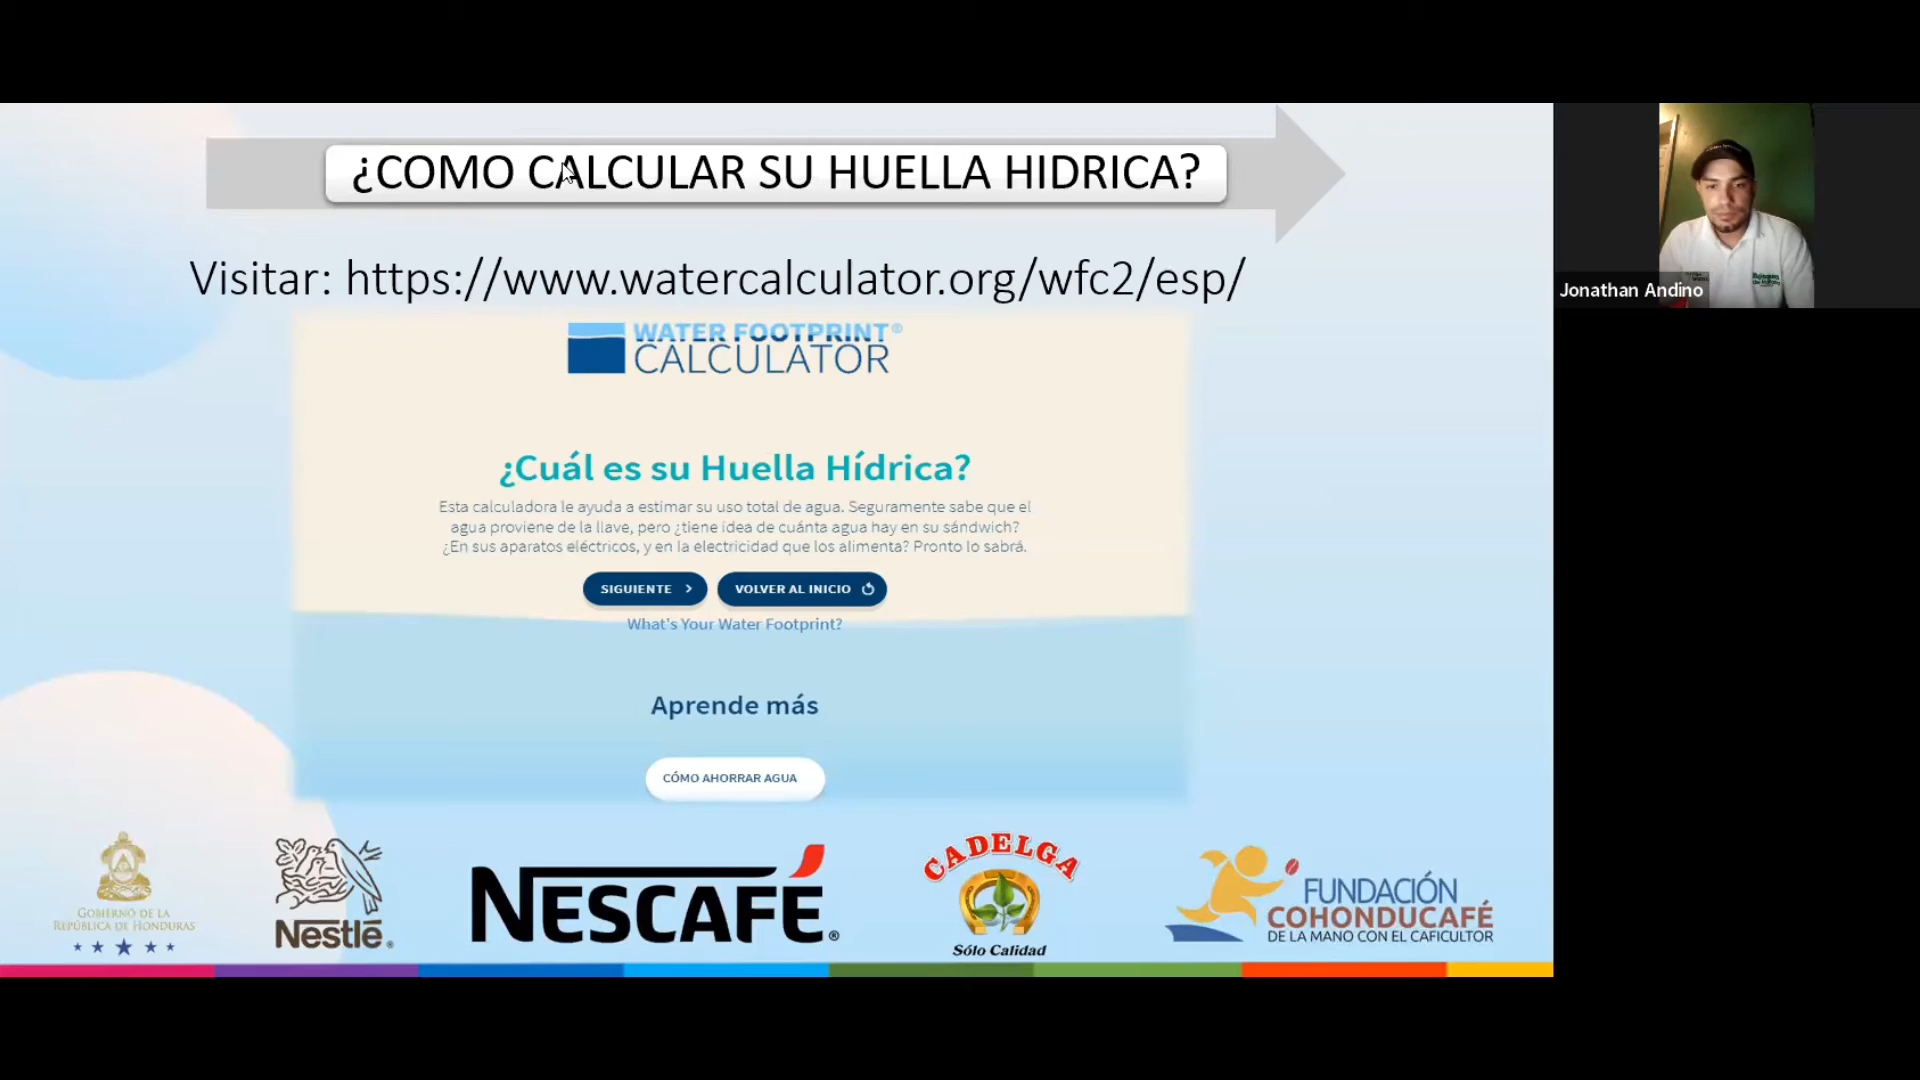 ¿COMO CALCULAR SU HUELLA HIDRICA?
Visitar: https://www.watercalculator.org/wfc2/esp/
WATER FOOTPRINT®
CALCULATOR
¿Cuál es su Huella Hídrica?
Esta calculadora le ayuda a estimar su uso total de agua. Seguramente sabe que el
agua proviene de la llave, pero ¿tiene idea de cuánta agua hay en su sándwich?
¿En sus aparatos eléctricos, y en la electricidad que los alimenta? Pronto lo sabrá.
SIGUIENTE >
VOLVER AL INICIO
What's Your Water Footprint?
Aprende más
CÓMO AHORRAR AGUA
GOBIERNO DE LA
REPÚBLICA DE HONDURAS
Nestlé®
NESCAFÉ®
CADELGA
Sólo Calidad
FUNDACIÓN
COHONDUCAFÉ
DE LA MANO CON EL CAFICULTOR
Jonathan Andino